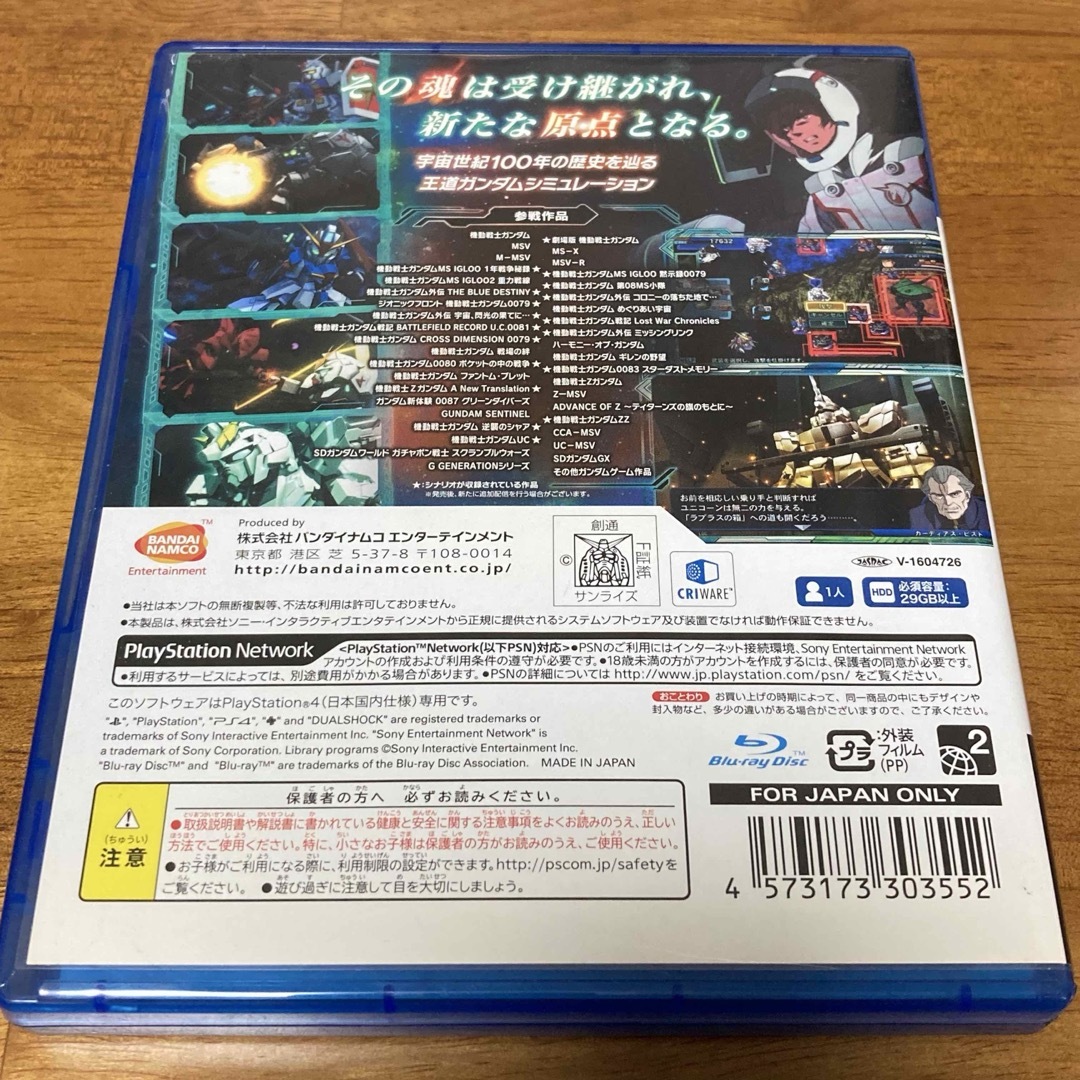 その魂は受け継がれ、
新たな原点となる。
宇宙世紀100年の歴史を辿る
王道ガンダムシミュレーション
参戦作品
機動戦士ガンダム
MSV
M-MSV
機動戦士ガンダムMS IGLOO 1年戦争秘録★
機動戦士ガンダムMS IGLOO2 重力戦線
機動戦士ガンダム外伝 THE BLUE DESTINY★
ジオニックフロント 機動戦士ガンダム0079★
機動戦士ガンダム外伝 宇宙、閃光の果てに…★
機動戦士ガンダム戦記 BATTLEFIELD RECORD U.C.0081★
機動戦士ガンダム CROSS DIMENSION 0079★
機動戦士ガンダム 戦場の絆
機動戦士ガンダム0080 ポケットの中の戦争★
機動戦士ガンダム ファントム・ブレット
機動戦士Zガンダム A New Translation★
ガンダム新体験 0087 グリーンダイバーズ
GUNDAM SENTINEL
機動戦士ガンダム 逆襲のシャア★
機動戦士ガンダムUC★
SDガンダムワールド ガチャポン戦士 スクランブルウォーズ
G GENERATIONシリーズ
★劇場版 機動戦士ガンダム
MS-X
MSV-R
★機動戦士ガンダムMS IGLOO 黙示録0079
機動戦士ガンダム 第08MS小隊
★機動戦士ガンダム外伝 コロニーの落ちた地で…
機動戦士ガンダム めぐりあい宇宙
★機動戦士ガンダム戦記 Lost War Chronicles
★機動戦士ガンダム外伝 ミッシングリンク
ハーモニー・オブ・ガンダム
機動戦士ガンダム ギレンの野望
★機動戦士ガンダム0083 スターダストメモリー
機動戦士Zガンダム
Z-MSV
ADVANCE OF Z ～ティターンズの旗のもとに～
★機動戦士ガンダムZZ
CCA-MSV
UC-MSV
SDガンダムGX
その他ガンダムゲーム作品
★:シナリオが収録されている作品
※発売後、新たに追加配信を行う場合がございます。
17632
お前を相応しい乗り手と判断すれば
ユニコーンは無二の力を与える。
「ラプラスの箱」への道も開くだろう………
カーディアス・ビスト
BANDAI
NAMCO
TM
Entertainment
Produced by
株式会社バンダイナムコ エンターテインメント
東京都 港区 芝 5-37-8 〒108-0014
http://bandainamcoent.co.jp/
©
創通
サンライズ
証紙
CRIWARE™
V-1604726
1人
HDD 必須容量:
29GB以上
●当社は本ソフトの無断複製等、不法な利用は許可しておりません。
●本製品は、株式会社ソニー・インタラクティブエンタテインメントから正規に提供されるシステムソフトウェア及び装置でなければ動作保証できません。
PlayStation Network <PlayStation™Network(以下PSN)対応>●PSNのご利用にはインターネット接続環境、Sony Entertainment Network
アカウントの作成および利用条件の遵守が必要です。●18歳未満の方がアカウントを作成するには、保護者の同意が必要です。
●利用するサービスによっては、別途費用がかかる場合があります。●PSNの詳細については http://www.jp.playstation.com/psn/ をご覧ください。
このソフトウェアはPlayStation®4(日本国内仕様)専用です。
"PlayStation", "PS4", and "DUALSHOCK" are registered trademarks or
trademarks of Sony Interactive Entertainment Inc. "Sony Entertainment Network" is
a trademark of Sony Corporation. Library programs ©Sony Interactive Entertainment Inc.
"Blu-ray Disc™" and "Blu-ray™" are trademarks of the Blu-ray Disc Association. MADE IN JAPAN
おことわり お買い上げの時期によって、同一商品の中にもデザインや
封入物など、多少の違いがある場合がございますので、ご了承ください。
Blu-ray Disc™
プラ
:外装
フィルム
(PP)
2
FOR JAPAN ONLY
4 573173 303552
(ちゅうい)
注意
保護者の方へ 必ずお読みください。
●取扱説明書や解説書に書かれている健康と安全に関する注意事項をよくお読みのうえ、正しい
方法でご使用ください。特に、小さなお子様は保護者の方がお読みのうえ、ご使用ください。
●お子様がご利用になる際に、利用制限の設定ができます。http://pscom.jp/safetyを
ご覧ください。 ●遊び過ぎに注意して目を大切にしましょう。